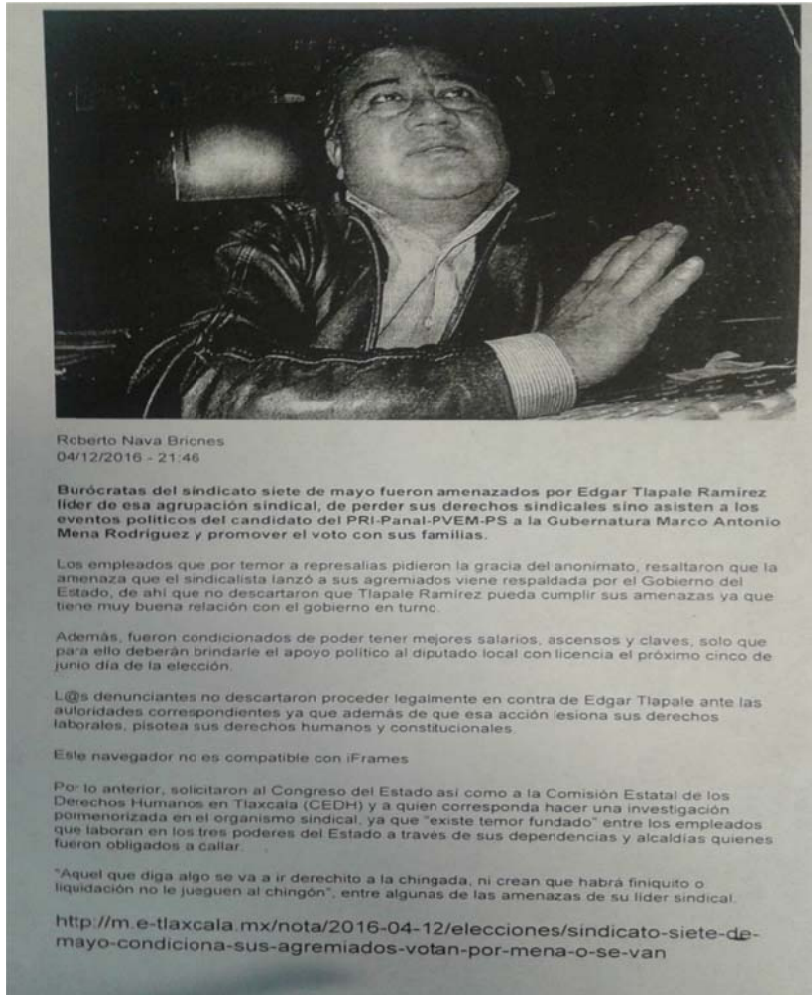 Roberto Nava Briones
04/12/2016 - 21:46
Burócratas del sindicato siete de mayo fueron amenazados por Edgar Tlapale Ramírez
líder de esa agrupación sindical, de perder sus derechos sindicales sino asisten a los
eventos políticos del candidato del PRI-Panal-PVEM-PS a la Gubernatura Marco Antonio
Mena Rodríguez y promover el voto con sus familias.
Los empleados que por temor a represalias pidieron la gracia del anonimato, resaltaron que la
amenaza que el sindicalista lanzó a sus agremiados viene respaldada por el Gobierno del
Estado, de ahí que no descartaron que Tlapale Ramírez pueda cumplir sus amenazas ya que
tiene muy buena relación con el gobierno en turno.
Además, fueron condicionados de poder tener mejores salarios, ascensos y claves, solo que
para ello deberán brindarle el apoyo político al diputado local con licencia el próximo cinco de
junio día de la elección.
L@s denunciantes no descartaron proceder legalmente en contra de Edgar Tlapale ante las
autoridades correspondientes ya que además de que esa acción lesiona sus derechos
laborales, pisotea sus derechos humanos y constitucionales.
Este navegador no es compatible con iFrames
Por lo anterior, solicitaron al Congreso del Estado así como a la Comisión Estatal de los
Derechos Humanos en Tlaxcala (CEDH) y a quien corresponda hacer una investigación
pormenorizada en el organismo sindical, ya que "existe temor fundado" entre los empleados
que laboran en los tres poderes del Estado a través de sus dependencias y alcaldías quienes
fueron obligados a callar.
"Aquel que diga algo se va a ir derechito a la chingada, ni crean que habrá finiquito o
liquidación no le jueguen al chingón", entre algunas de las amenazas de su líder sindical.
http://m.e-tlaxcala.mx/nota/2016-04-12/elecciones/sindicato-siete-de-
mayo-condiciona-sus-agremiados-votan-por-mena-o-se-van